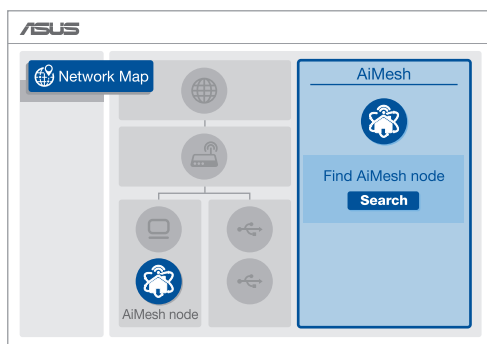 ASUS
Network Map
AiMesh
Find AiMesh node
Search
AiMesh node